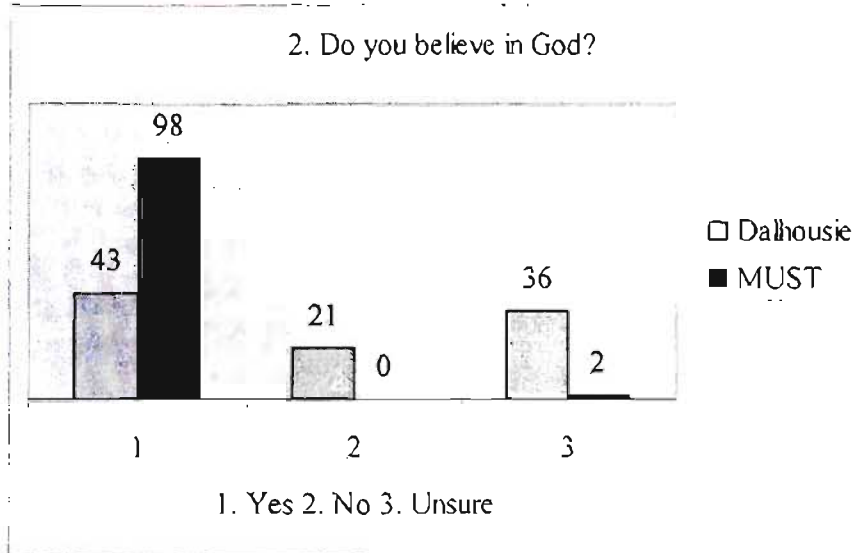 2. Do you believe in God?
98
43
21
0
36
2
Dalhousie
MUST
1 2 3
1. Yes 2. No 3. Unsure